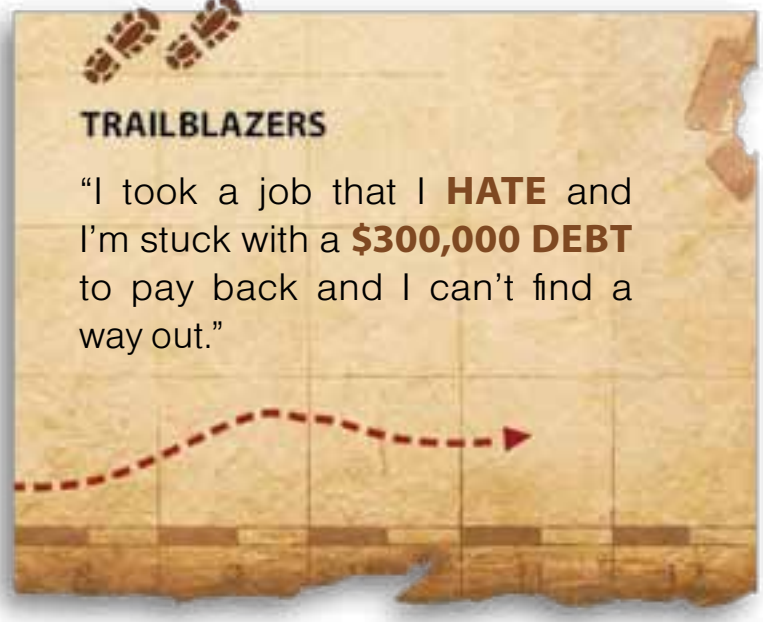 TRAILBLAZERS
“I took a job that I HATE and
I’m stuck with a $300,000 DEBT
to pay back and I can’t find a
way out.”